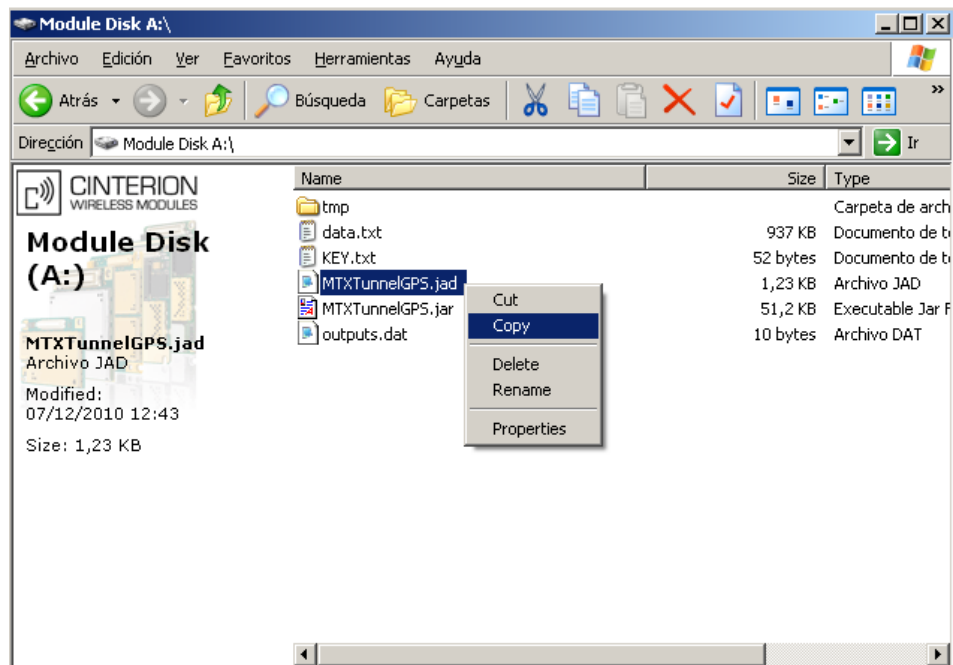 Module Disk A:\
Archivo Edición Ver Favoritos Herramientas Ayuda
Atrás Búsqueda Carpetas »
Dirección Module Disk A:\ Ir
CINTERION
WIRELESS MODULES
Module Disk
(A:)
MTXTunnelGPS.jad
Archivo JAD
Modified:
07/12/2010 12:43
Size: 1,23 KB
Name Size Type
tmp Carpeta de arch
data.txt 937 KB Documento de t
KEY.txt 52 bytes Documento de t
MTXTunnelGPS.jad 1,23 KB Archivo JAD
MTXTunnelGPS.jar 51,2 KB Executable Jar F
outputs.dat 10 bytes Archivo DAT
Cut
Copy
Delete
Rename
Properties